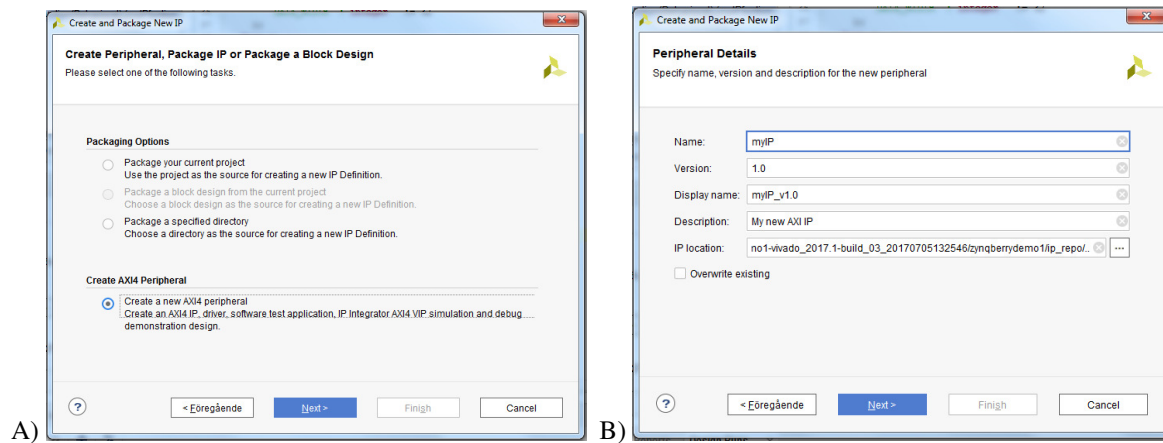 Create and Package New IP
Create Peripheral, Package IP or Package a Block Design
Please select one of the following tasks.
Packaging Options
Package your current project
Use the project as the source for creating a new IP Definition.
Package a block design from the current project
Choose a block design as the source for creating a new IP Definition.
Package a specified directory
Choose a directory as the source for creating a new IP Definition.
Create AXI4 Peripheral
Create a new AXI4 peripheral
Create an AXI4 IP, driver, software test application, IP Integrator AXI4 VIP simulation and debug
demonstration design.
? < Föregående Next > Finish Cancel
A)
Create and Package New IP
Peripheral Details
Specify name, version and description for the new peripheral
Name: myIP
Version: 1.0
Display name: myIP_v1.0
Description: My new AXI IP
IP location: no1-vivado_2017.1-build_03_20170705132546/zynqberrydemo1/ip_repo/.. ...
Overwrite existing
? < Föregående Next > Finish Cancel
B)